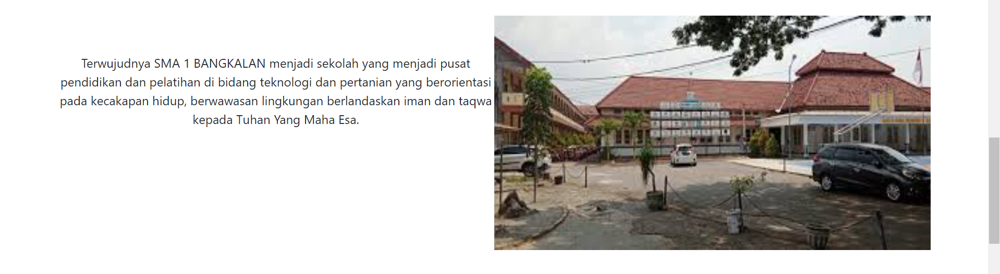 Terwujudnya SMA 1 BANGKALAN menjadi sekolah yang menjadi pusat
pendidikan dan pelatihan di bidang teknologi dan pertanian yang berorientasi
pada kecakapan hidup, berwawasan lingkungan berlandaskan iman dan taqwa
kepada Tuhan Yang Maha Esa.